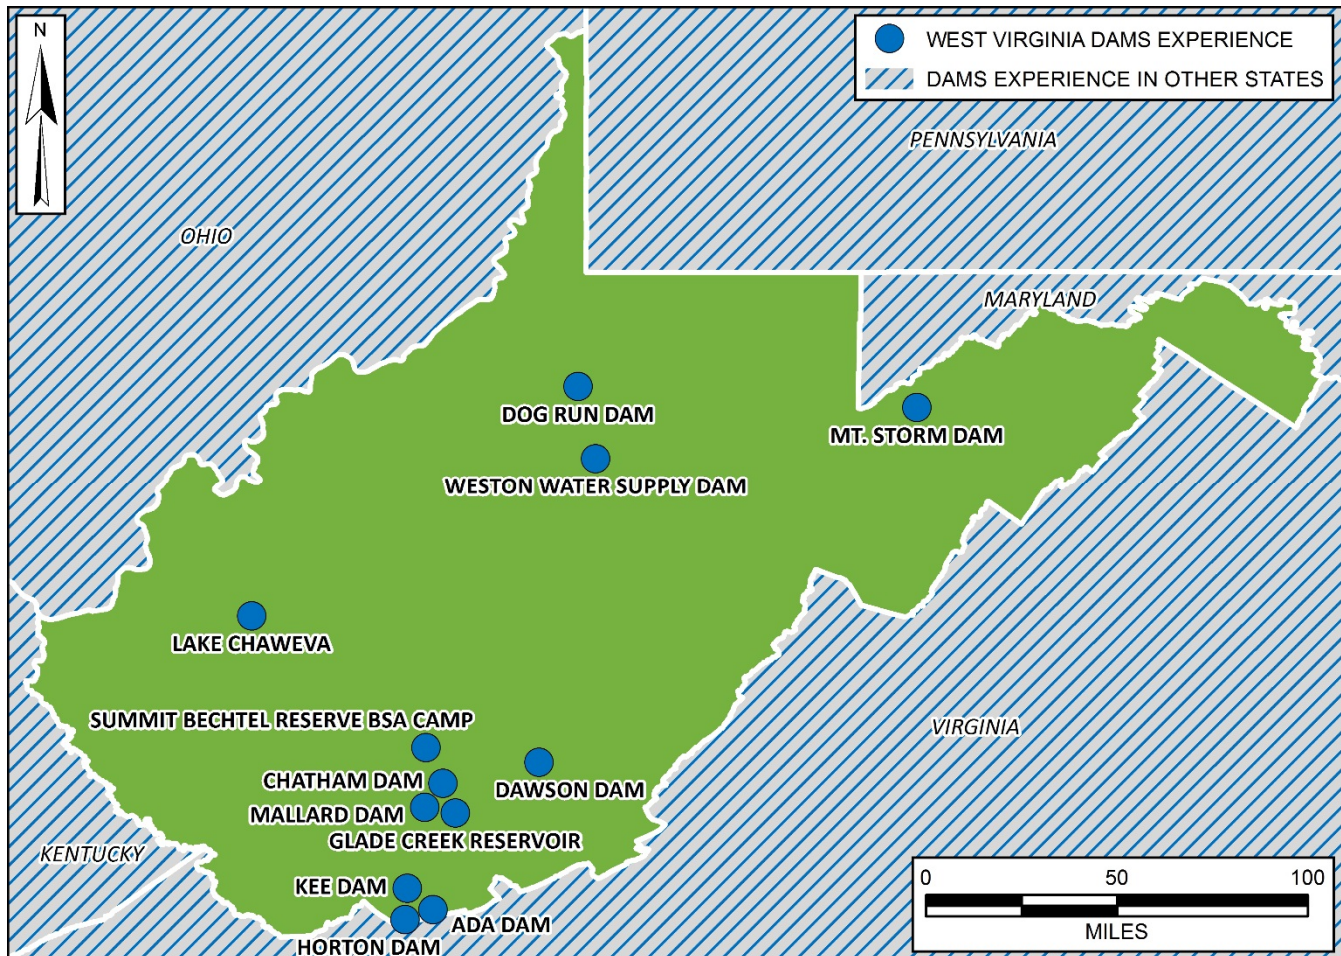 N
WEST VIRGINIA DAMS EXPERIENCE
DAMS EXPERIENCE IN OTHER STATES
PENNSYLVANIA
OHIO
MARYLAND
DOG RUN DAM
MT. STORM DAM
WESTON WATER SUPPLY DAM
LAKE CHAWEVA
SUMMIT BECHTEL RESERVE BSA CAMP
VIRGINIA
CHATHAM DAM
DAWSON DAM
MALLARD DAM
GLADE CREEK RESERVOIR
KENTUCKY
KEE DAM
ADA DAM
HORTON DAM
0 50 100
MILES